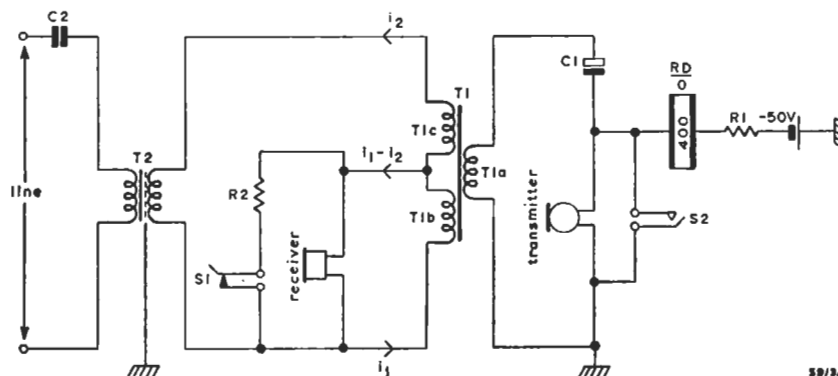 C2
i₂
T1
C1
RD
0
400
R1
-50V
T1c
T2
i₁ - i₂
T1a
line
R2
T1b
transmitter
S2
S1
receiver
i₁